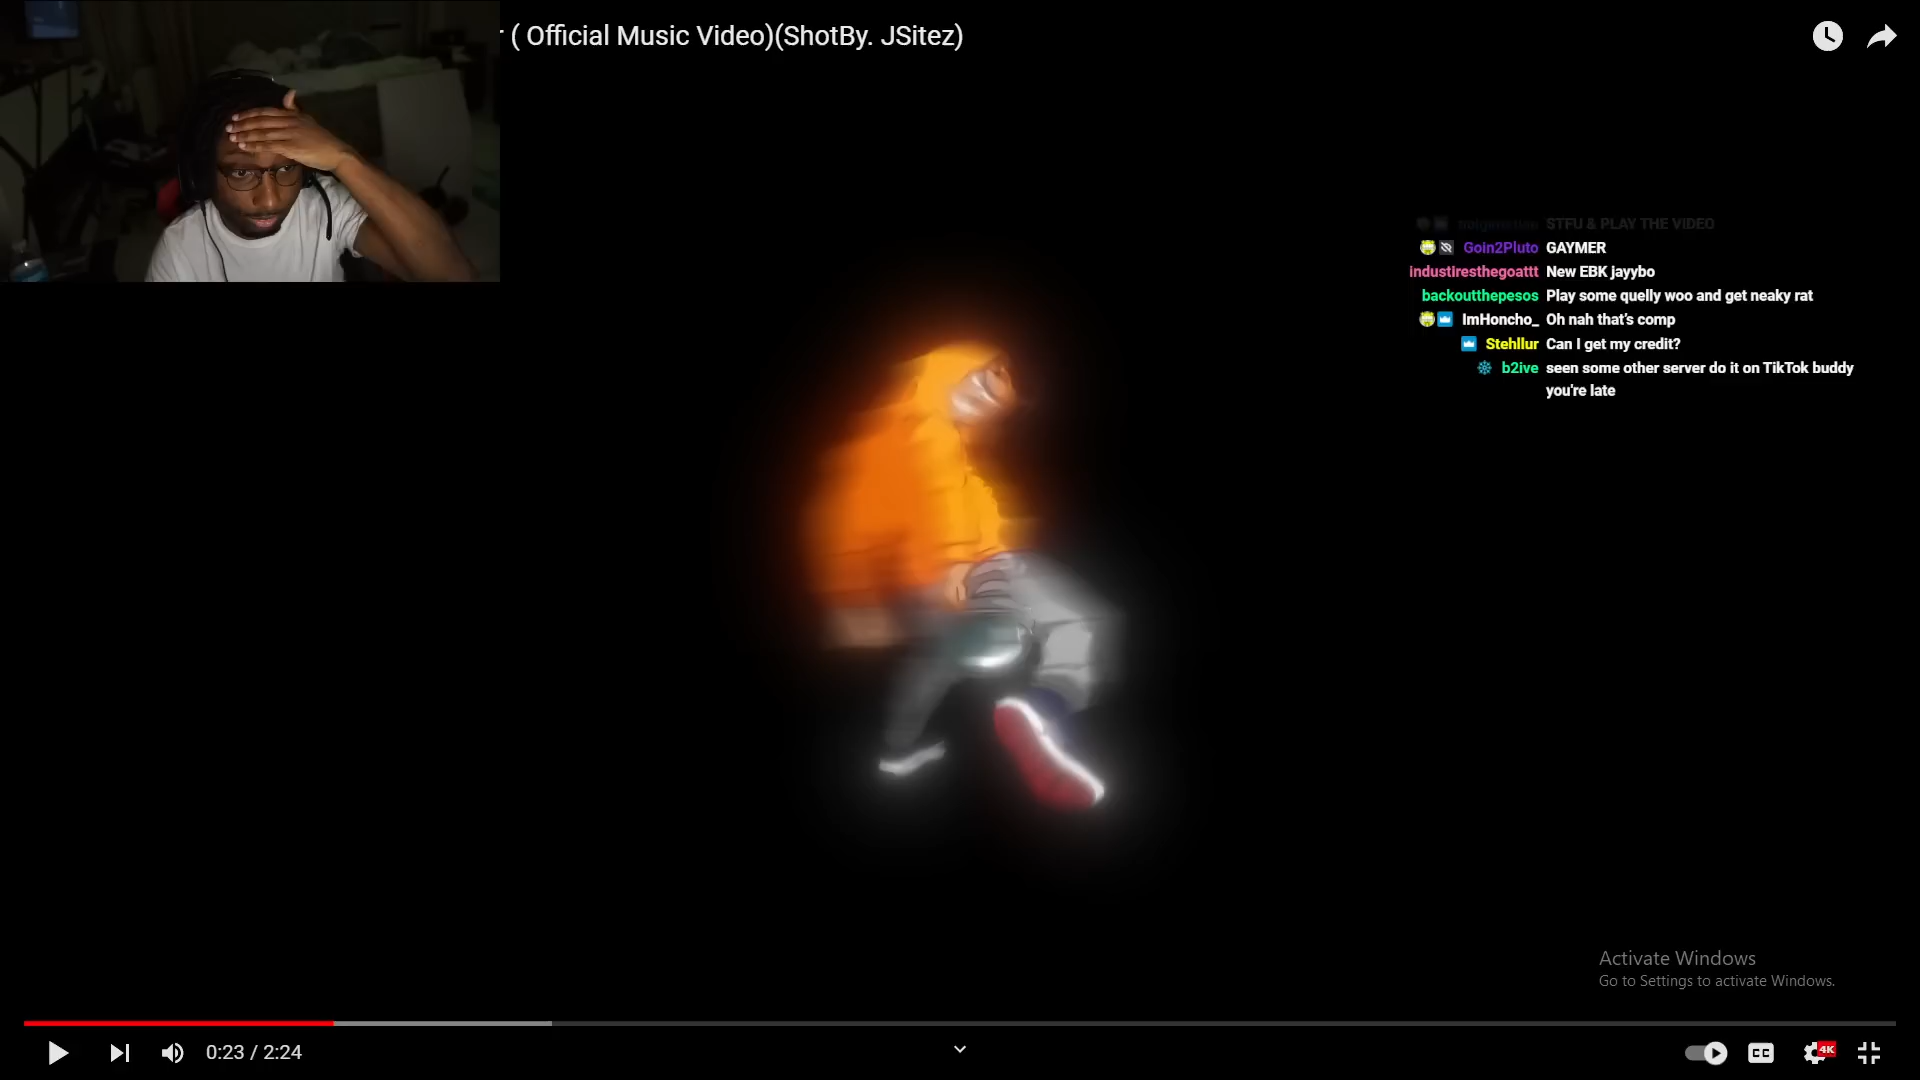 ( Official Music Video)(ShotBy. JSitez)
STFU & PLAY THE VIDEO
Goin2Pluto GAYMER
industiresthegoattt New EBK jayybo
backoutthepesos Play some quelly woo and get neaky rat
ImHoncho_ Oh nah that's comp
Stehllur Can I get my credit?
b2ive seen some other server do it on TikTok buddy
you're late
Activate Windows
Go to Settings to activate Windows.
0:23 / 2:24
CC
4K